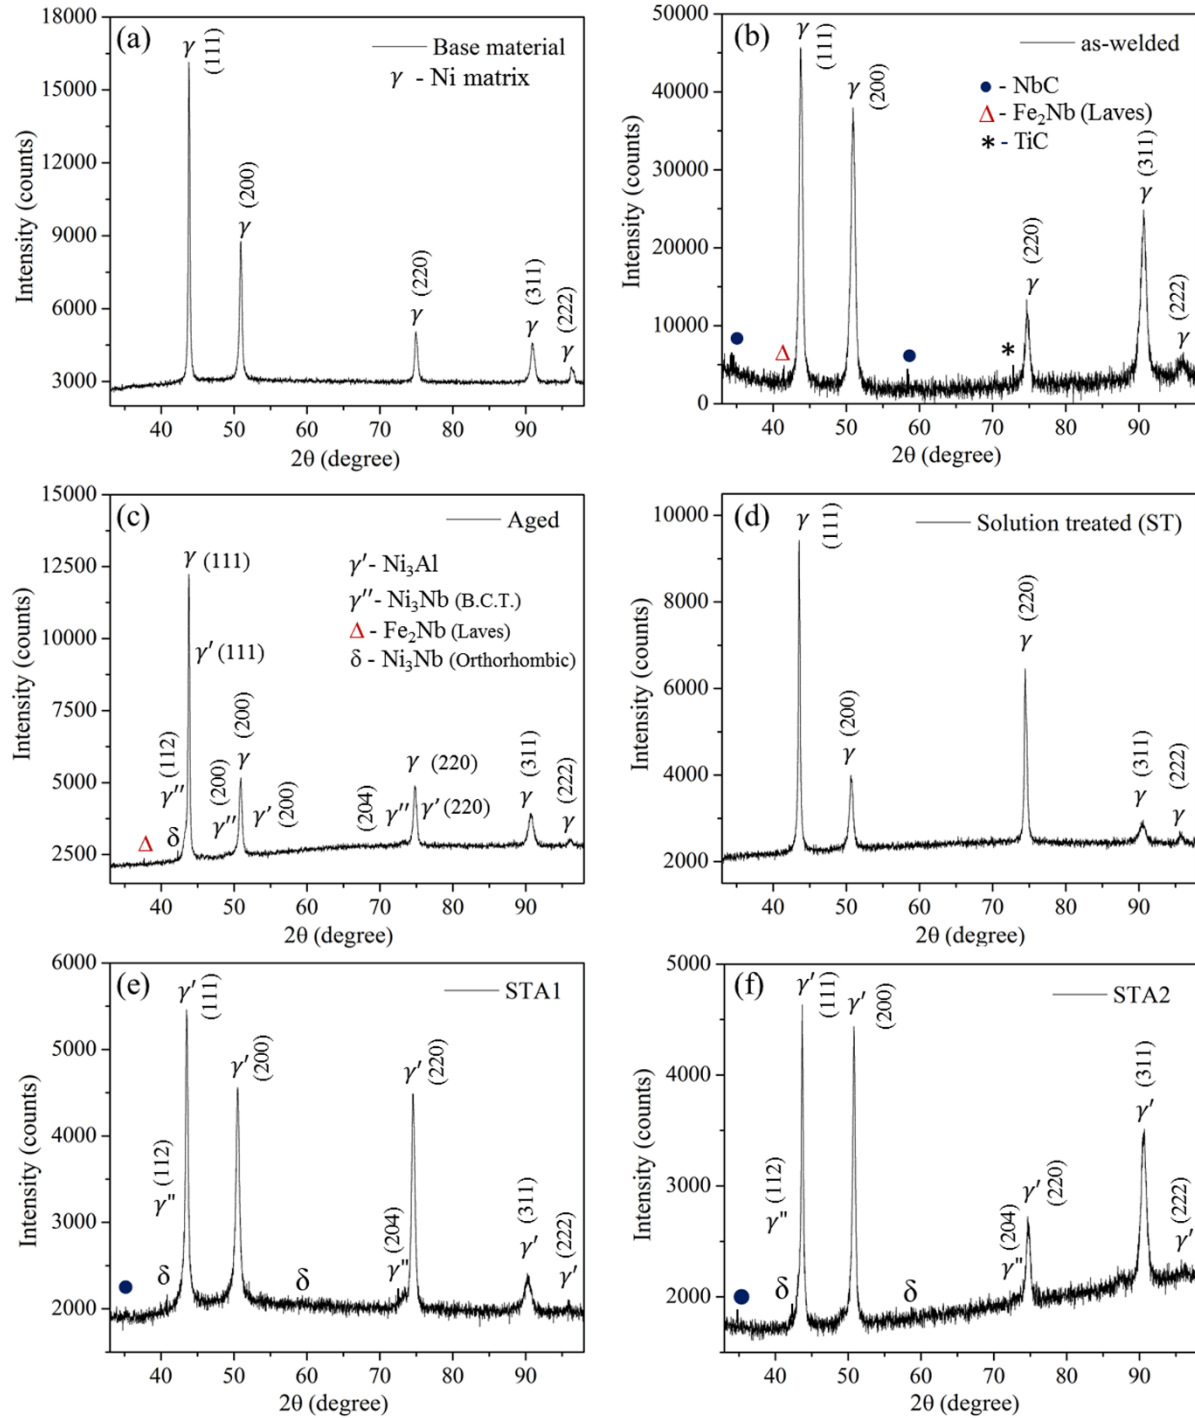 (a)
Base material
γ - Ni matrix
γ
(111)
γ
(200)
γ
(220)
γ
(311)
γ
(222)
18000
15000
12000
9000
6000
3000
Intensity (counts)
40 50 60 70 80 90
2θ (degree)
(b)
as-welded
● - NbC
Δ - Fe₂Nb (Laves)
* - TiC
γ
(111)
γ
(200)
γ
(220)
γ
(311)
γ
(222)
●
Δ
●
*
50000
40000
30000
20000
10000
0
Intensity (counts)
40 50 60 70 80 90
2θ (degree)
(c)
Aged
γ′ - Ni₃Al
γ″ - Ni₃Nb (B.C.T.)
Δ - Fe₂Nb (Laves)
δ - Ni₃Nb (Orthorhombic)
γ (111)
γ′ (111)
γ″ (112)
γ″ (200)
γ (200)
γ′ (200)
γ″ (204)
γ (220)
γ′ (220)
γ (311)
γ (222)
Δ
δ
15000
12500
10000
7500
5000
2500
Intensity (counts)
40 50 60 70 80 90
2θ (degree)
(d)
Solution treated (ST)
γ
(111)
γ
(200)
γ
(220)
γ
(311)
γ
(222)
10000
8000
6000
4000
2000
Intensity (counts)
40 50 60 70 80 90
2θ (degree)
(e)
STA1
γ′ (111)
γ′ (200)
γ′ (220)
γ′ (311)
γ′ (222)
γ" (112)
γ" (204)
●
δ
δ
6000
5000
4000
3000
2000
Intensity (counts)
40 50 60 70 80 90
2θ (degree)
(f)
STA2
γ′ (111)
γ′ (200)
γ′ (220)
γ′ (311)
γ′ (222)
γ" (112)
γ" (204)
●
δ
δ
5000
4000
3000
2000
Intensity (counts)
40 50 60 70 80 90
2θ (degree)